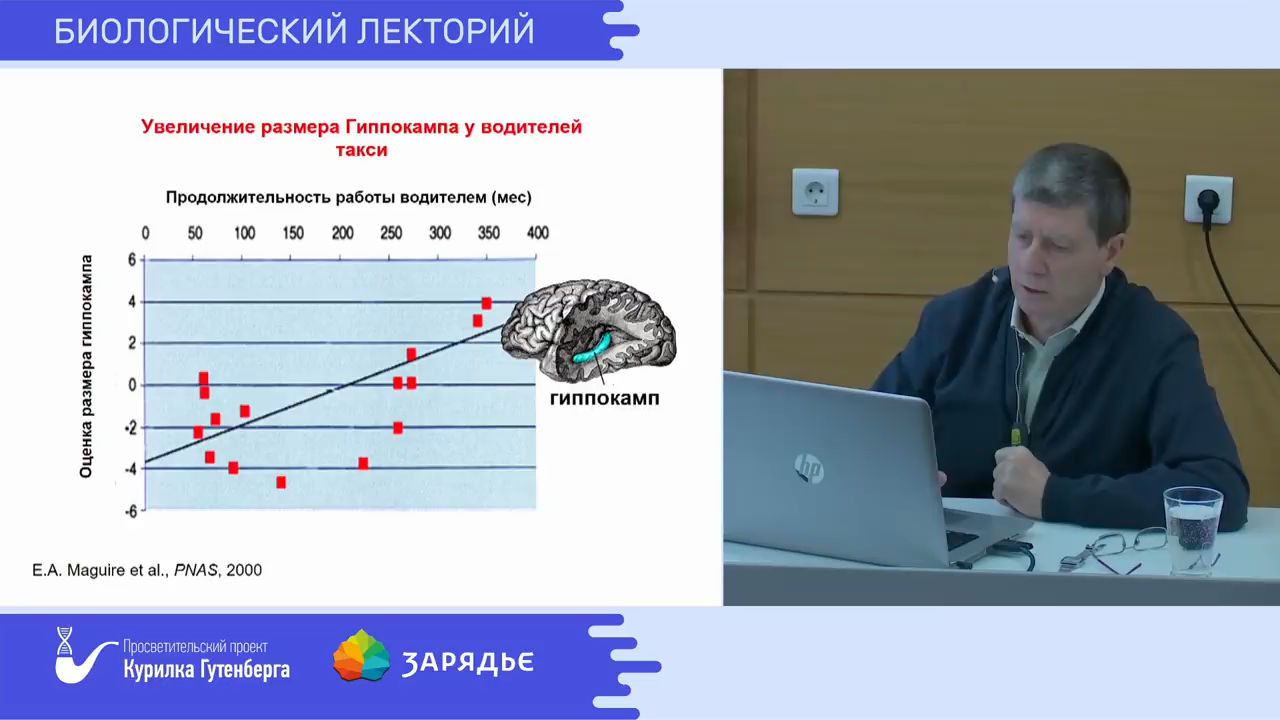 БИОЛОГИЧЕСКИЙ ЛЕКТОРИЙ
Увеличение размера Гиппокампа у водителей
такси
Продолжительность работы водителем (мес)
0 50 100 150 200 250 300 350 400
Оценка размера гиппокампа
6
4
2
0
-2
-4
-6
гиппокамп
E.A. Maguire et al., PNAS, 2000
hp
Просветительский проект
Курилка Гутенберга
ЗАРЯДЬЕ